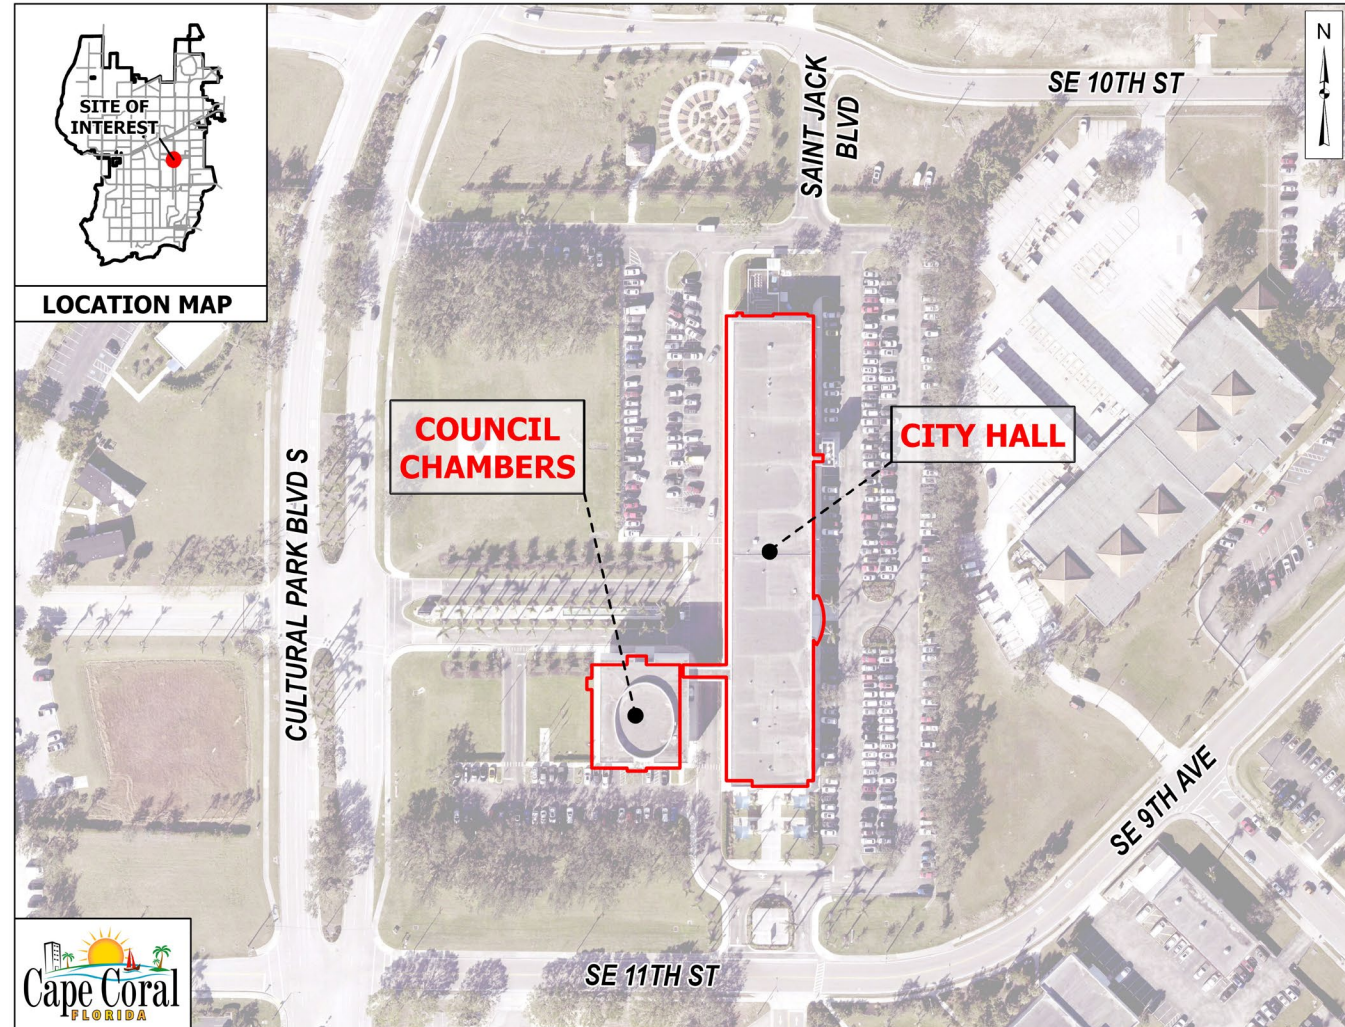 SITE OF
INTEREST
LOCATION MAP
N
SE 10TH ST
SAINT JACK
BLVD
COUNCIL
CHAMBERS
CITY HALL
CULTURAL PARK BLVD S
SE 9TH AVE
SE 11TH ST
Cape Coral
FLORIDA